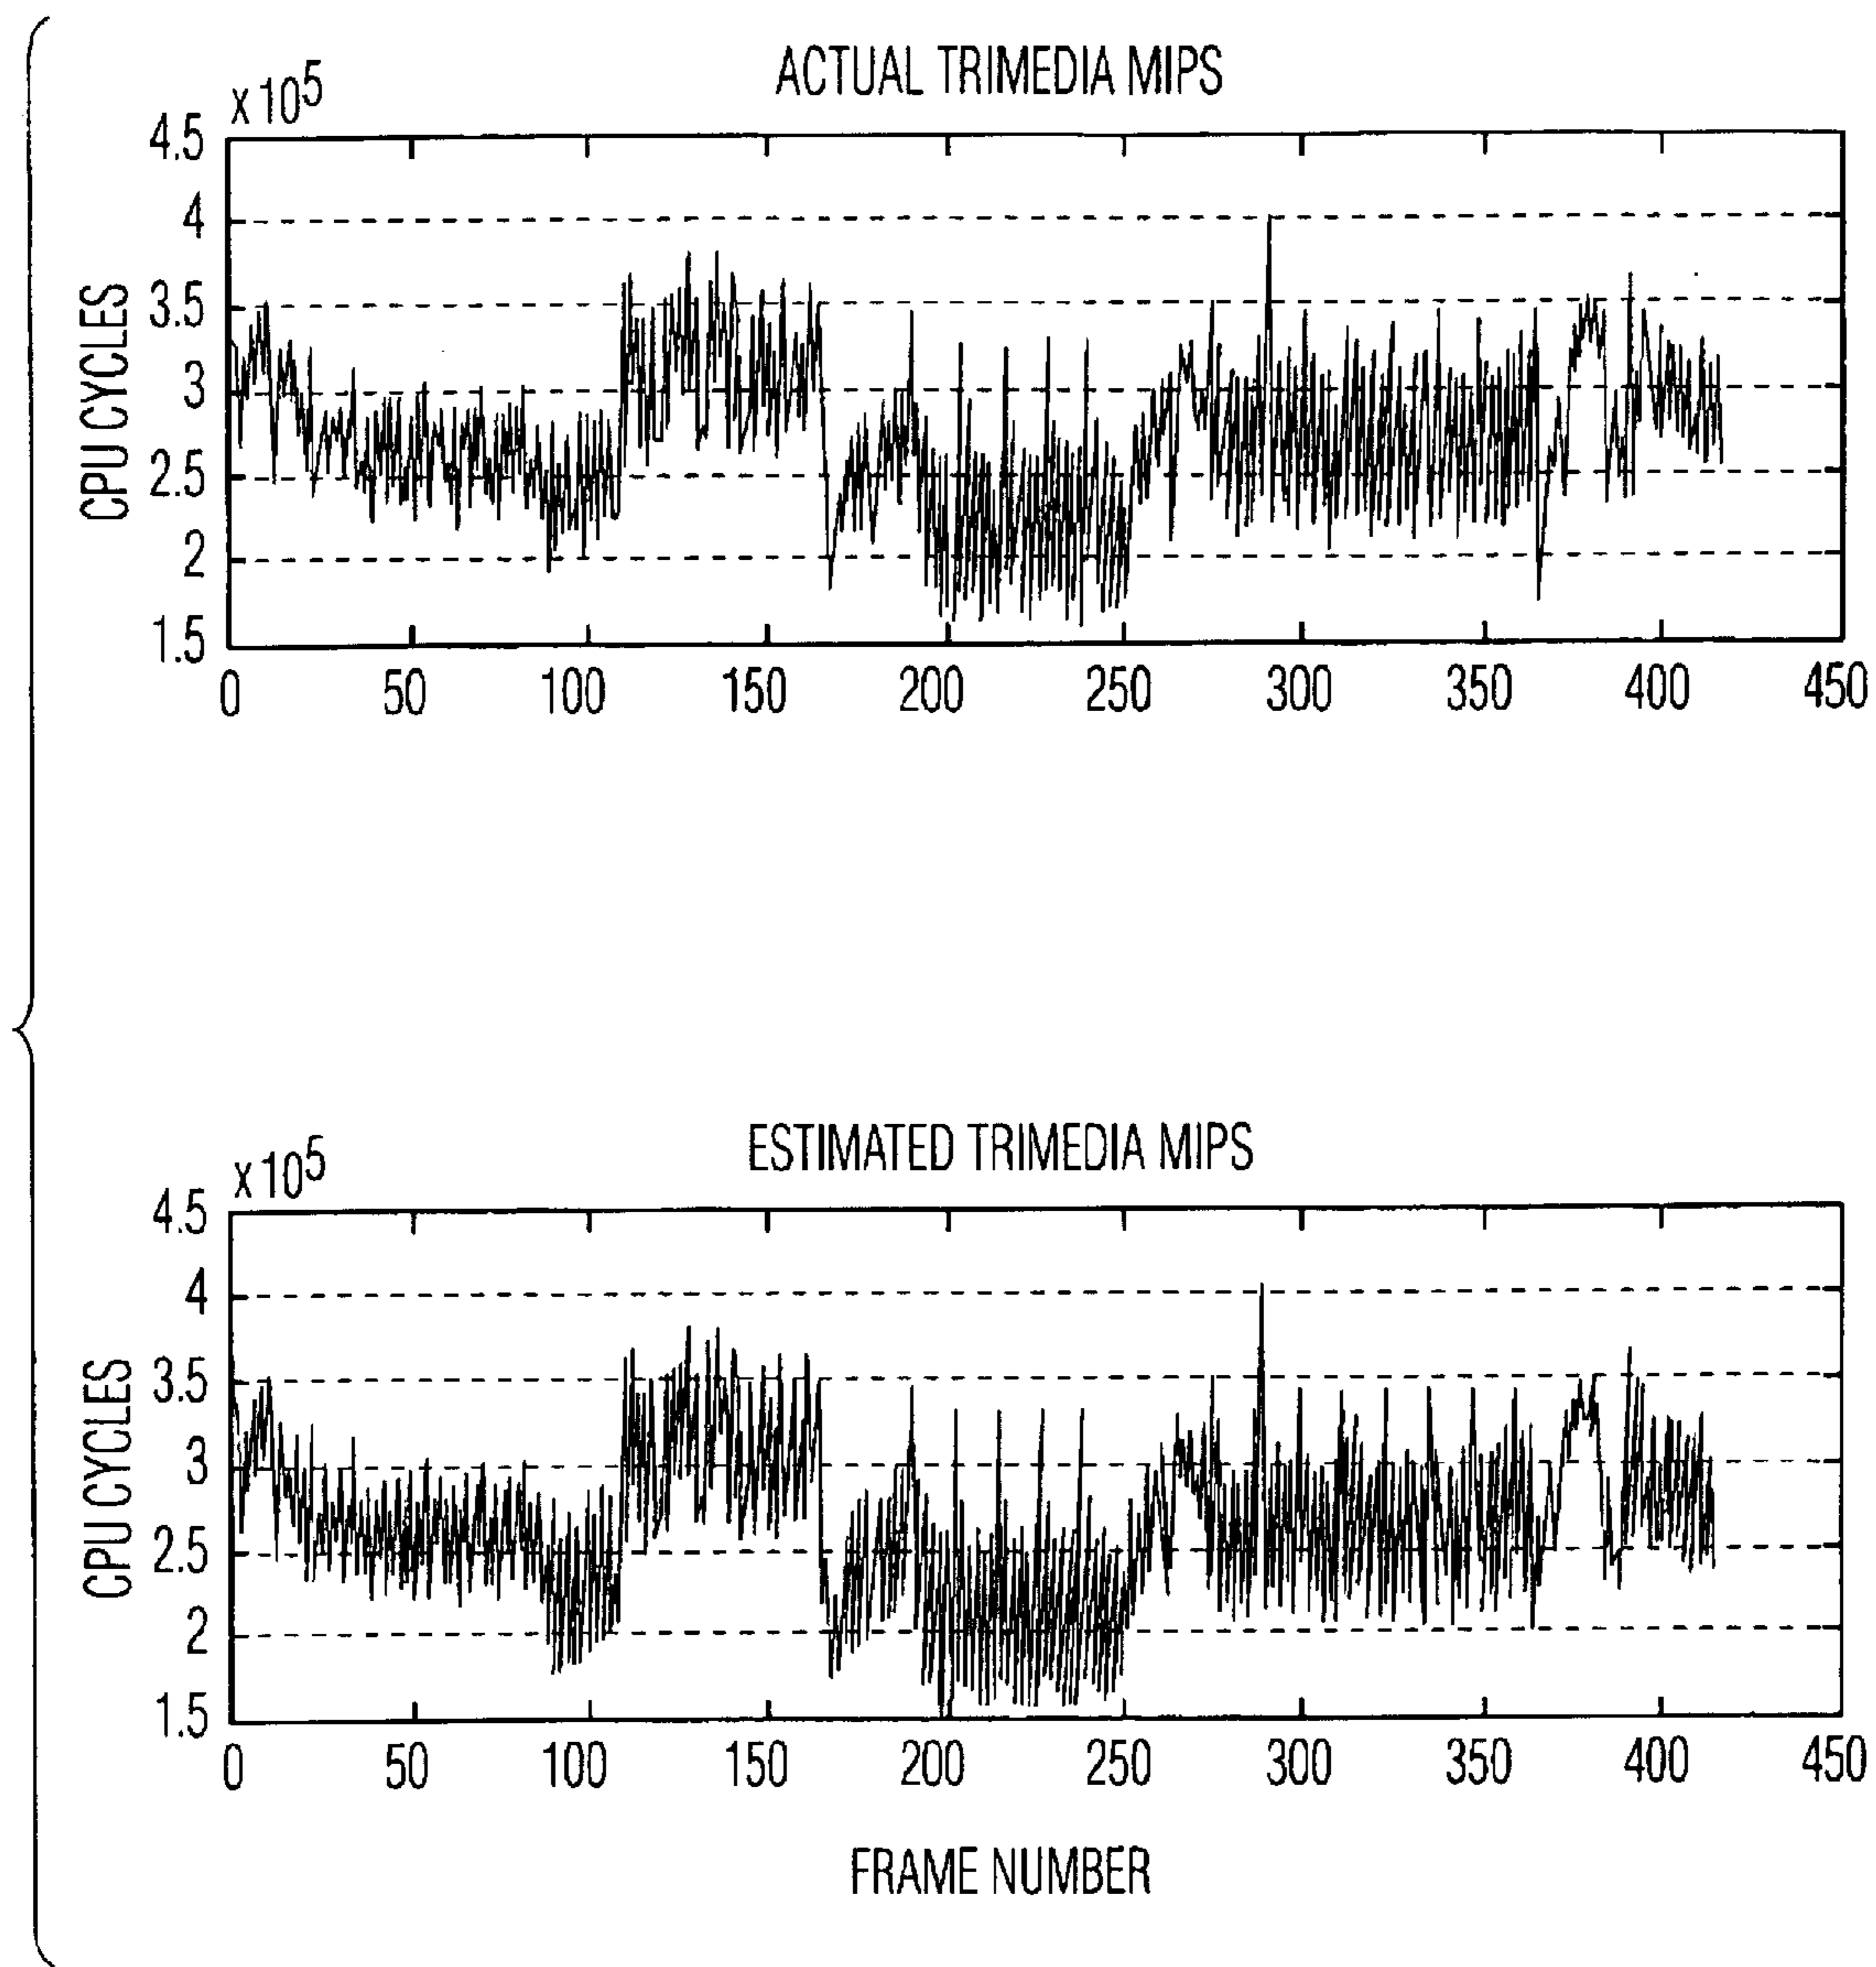 ACTUAL TRIMEDIA MIPS
x10^5
4.5
4
3.5
3
2.5
2
1.5
CPU CYCLES
0 50 100 150 200 250 300 350 400 450
ESTIMATED TRIMEDIA MIPS
x10^5
4.5
4
3.5
3
2.5
2
1.5
CPU CYCLES
0 50 100 150 200 250 300 350 400 450
FRAME NUMBER